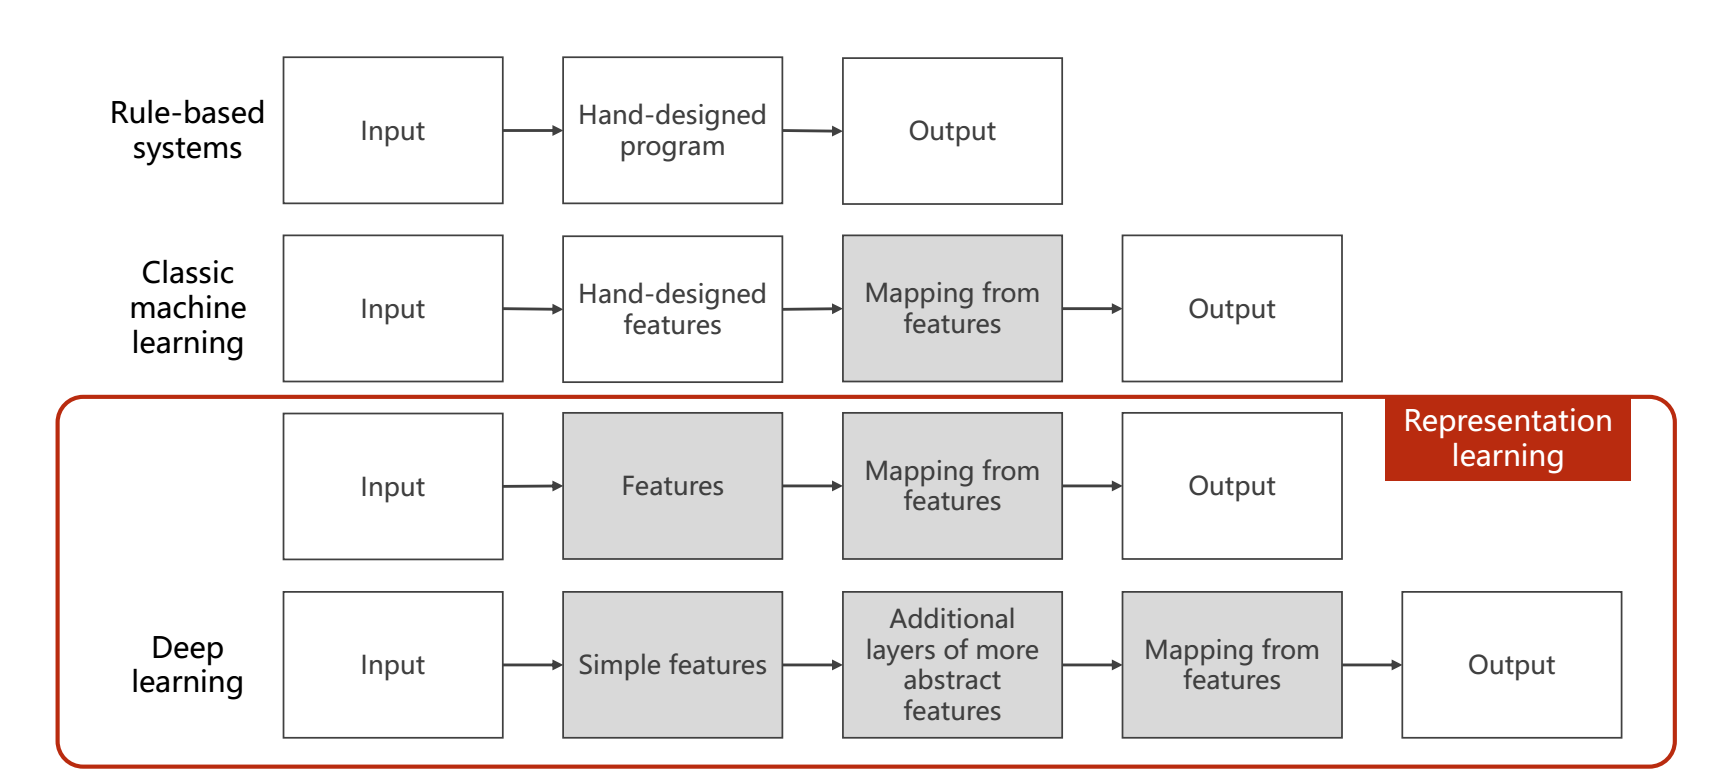 Rule-based
systems
Input
Hand-designed
program
Output
Classic
machine
learning
Input
Hand-designed
features
Mapping from
features
Output
Representation
learning
Input
Features
Mapping from
features
Output
Deep
learning
Input
Simple features
Additional
layers of more
abstract
features
Mapping from
features
Output